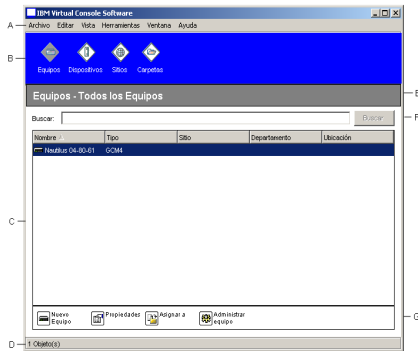 IBM Virtual Console Software
A
Archivo Editar Vista Herramientas Ventana Ayuda
B
Equipos Dispositivos Sitios Carpetas
E
Equipos - Todos los Equipos
F
Buscar: Buscar
Nombre Tipo Sitio Departamento Ubicación
Nautilus 04-80-61 GCM4
C
Nuevo Equipo Propiedades Asignar a Administrar equipo
G
D
1 Objeto(s)